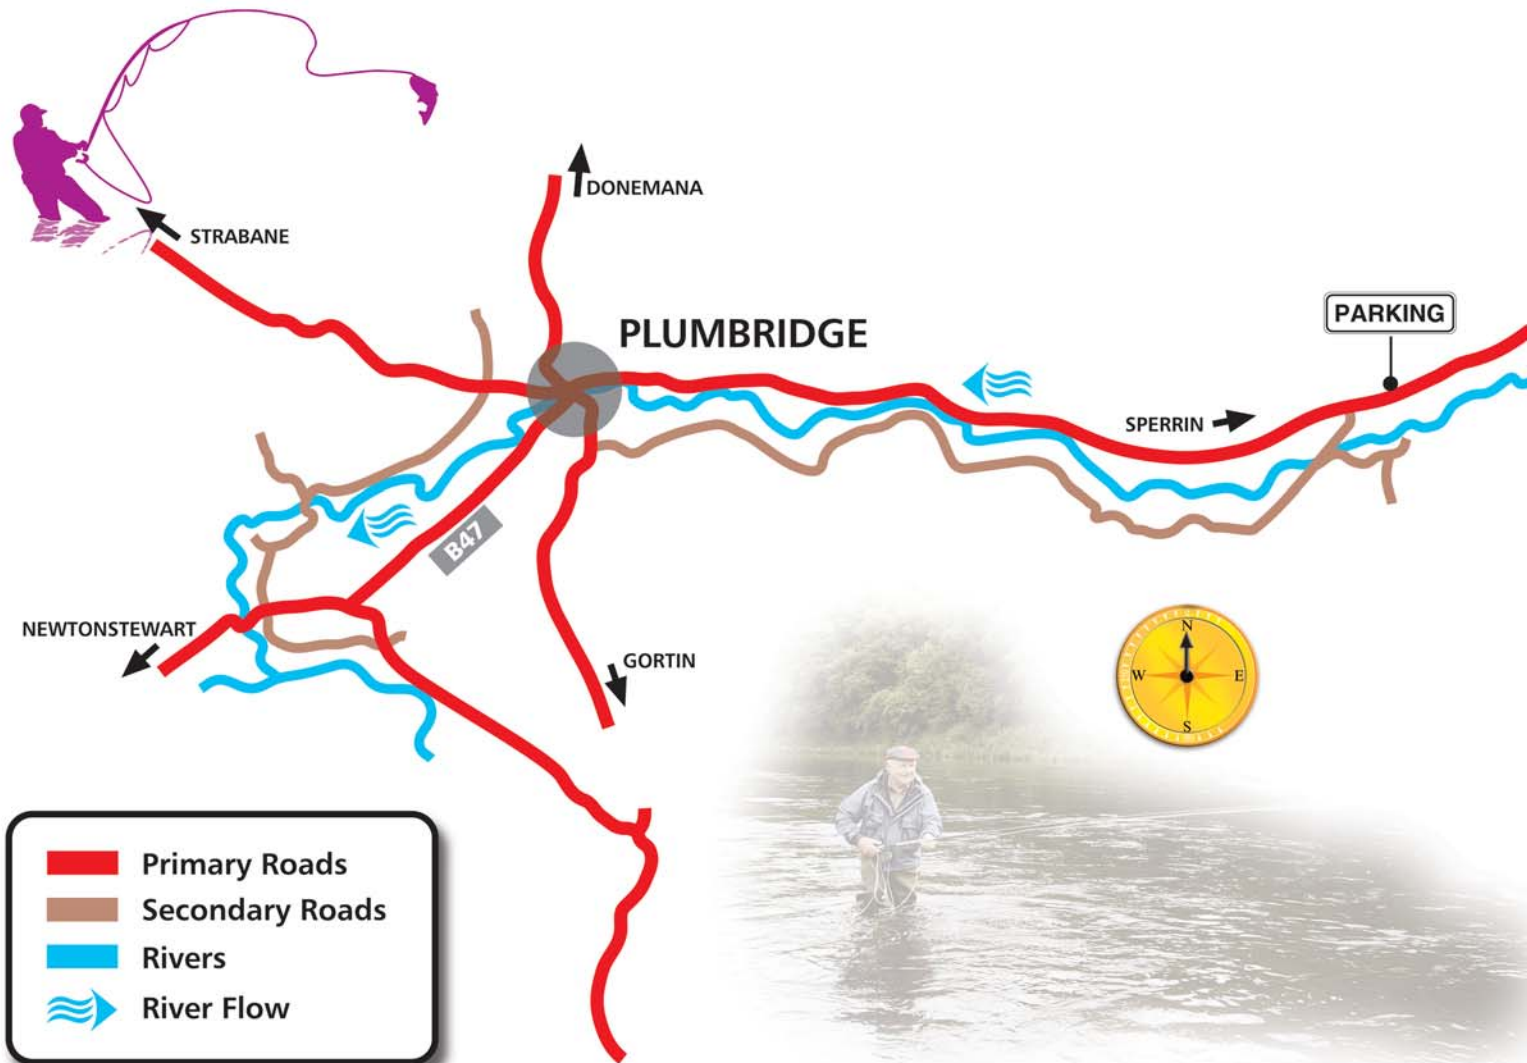 DONEMANA
STRABANE
PLUMBRIDGE
PARKING
SPERRIN
B47
NEWTONSTEWART
GORTIN
N
W
E
S
Primary Roads
Secondary Roads
Rivers
River Flow